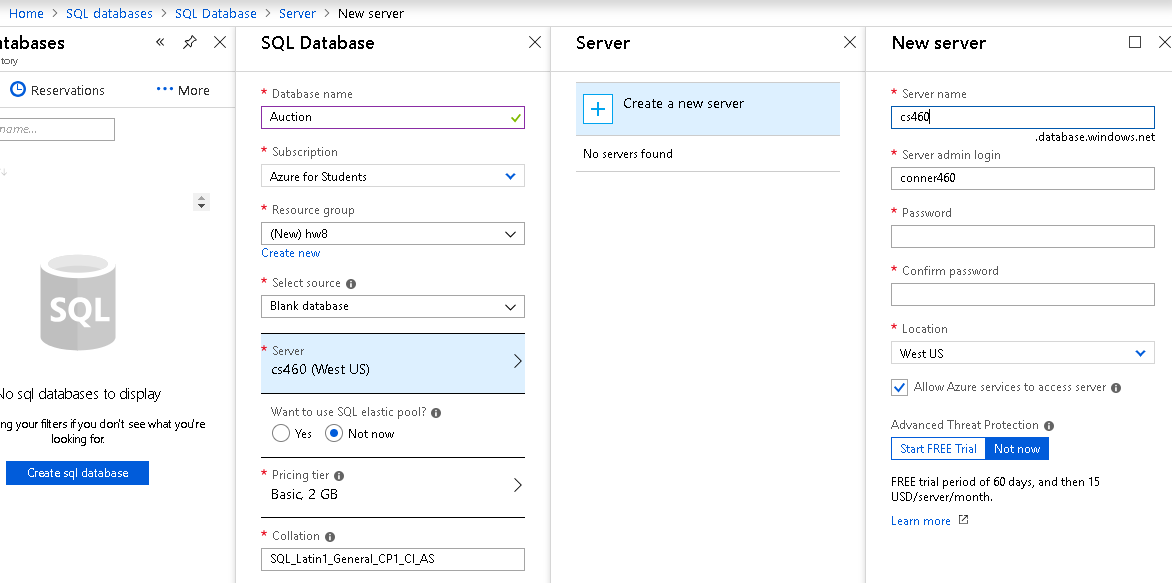 Home > SQL databases > SQL Database > Server > New server
tabases
tory
Reservations
More
name...
SQL
No sql databases to display
ing your filters if you don't see what you're
looking for.
Create sql database
SQL Database
* Database name
Auction
* Subscription
Azure for Students
* Resource group
(New) hw8
Create new
* Select source
Blank database
* Server
cs460 (West US)
Want to use SQL elastic pool?
Yes
Not now
* Pricing tier
Basic, 2 GB
* Collation
SQL_Latin1_General_CP1_CI_AS
Server
Create a new server
No servers found
New server
* Server name
cs460
.database.windows.net
* Server admin login
conner460
* Password
* Confirm password
* Location
West US
Allow Azure services to access server
Advanced Threat Protection
Start FREE Trial
Not now
FREE trial period of 60 days, and then 15
USD/server/month.
Learn more